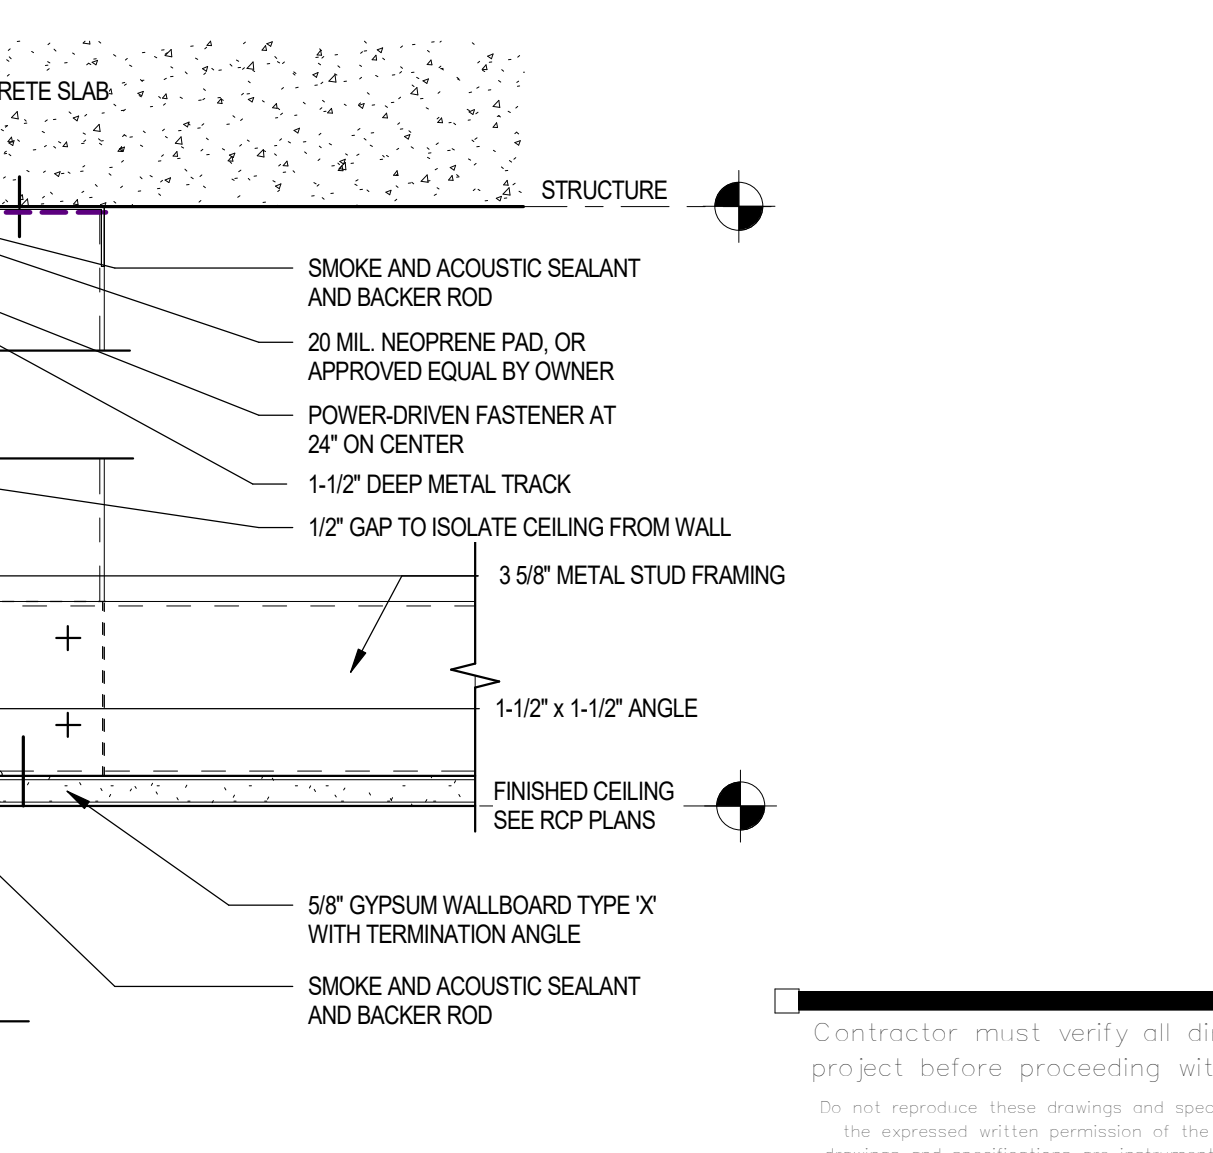 RETE SLAB
STRUCTURE
SMOKE AND ACOUSTIC SEALANT
AND BACKER ROD
20 MIL. NEOPRENE PAD, OR
APPROVED EQUAL BY OWNER
POWER-DRIVEN FASTENER AT
24" ON CENTER
1-1/2" DEEP METAL TRACK
1/2" GAP TO ISOLATE CEILING FROM WALL
3 5/8" METAL STUD FRAMING
1-1/2" x 1-1/2" ANGLE
FINISHED CEILING
SEE RCP PLANS
5/8" GYPSUM WALLBOARD TYPE 'X'
WITH TERMINATION ANGLE
SMOKE AND ACOUSTIC SEALANT
AND BACKER ROD
Contractor must verify all di
project before proceeding wit
Do not reproduce these drawings and spec
the expressed written permission of the
drawings and specifications are instrument